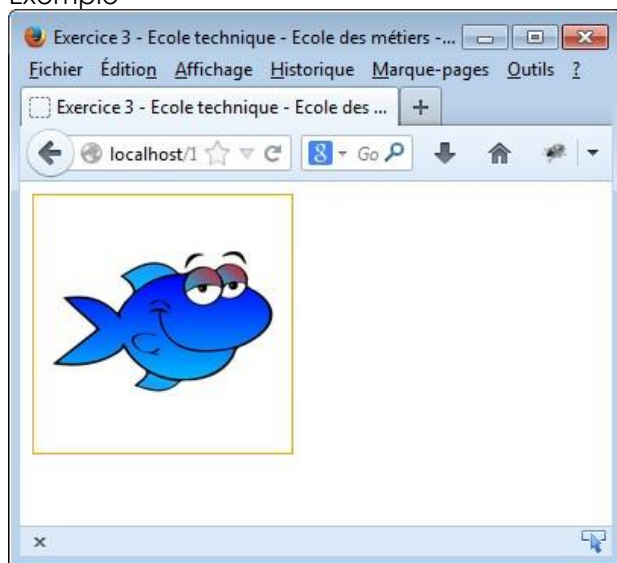 Exemple
Exercice 3 - Ecole technique - Ecole des métiers -...
Fichier Édition Affichage Historique Marque-pages Outils ?
Exercice 3 - Ecole technique - Ecole des ... +
localhost/1 8 Go
x